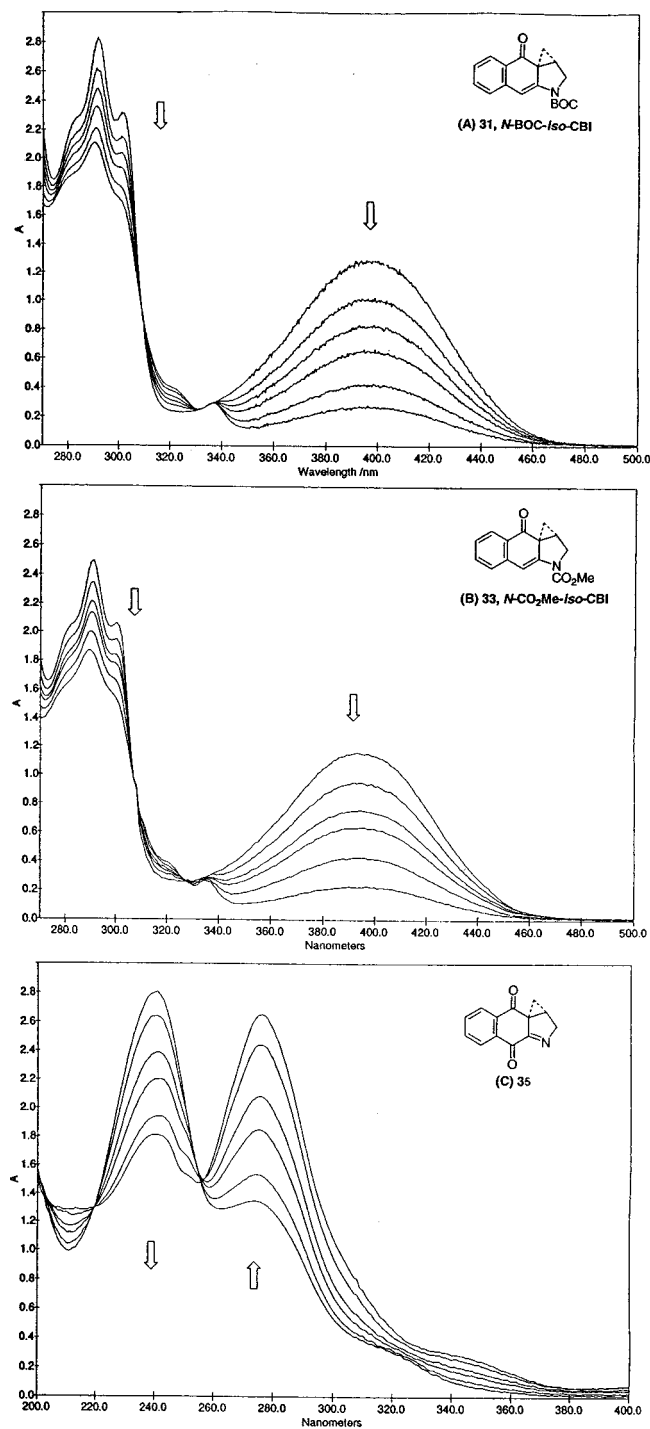 2.8
2.6
2.4
2.2
2.0
1.8
1.6
1.4
1.2
1.0
0.8
0.6
0.4
0.2
0.0
A
280.0 300.0 320.0 340.0 360.0 380.0 400.0 420.0 440.0 460.0 480.0 500.0
Wavelength /nm
O
N
BOC
(A) 31, N-BOC-iso-CBI
2.8
2.6
2.4
2.2
2.0
1.8
1.6
1.4
1.2
1.0
0.8
0.6
0.4
0.2
0.0
A
280.0 300.0 320.0 340.0 360.0 380.0 400.0 420.0 440.0 460.0 480.0 500.0
Nanometers
O
N
CO₂Me
(B) 33, N-CO₂Me-iso-CBI
2.8
2.6
2.4
2.2
2.0
1.8
1.6
1.4
1.2
1.0
0.8
0.6
0.4
0.2
0.0
A
200.0 220.0 240.0 260.0 280.0 300.0 320.0 340.0 360.0 380.0 400.0
Nanometers
O
N
O
(C) 35